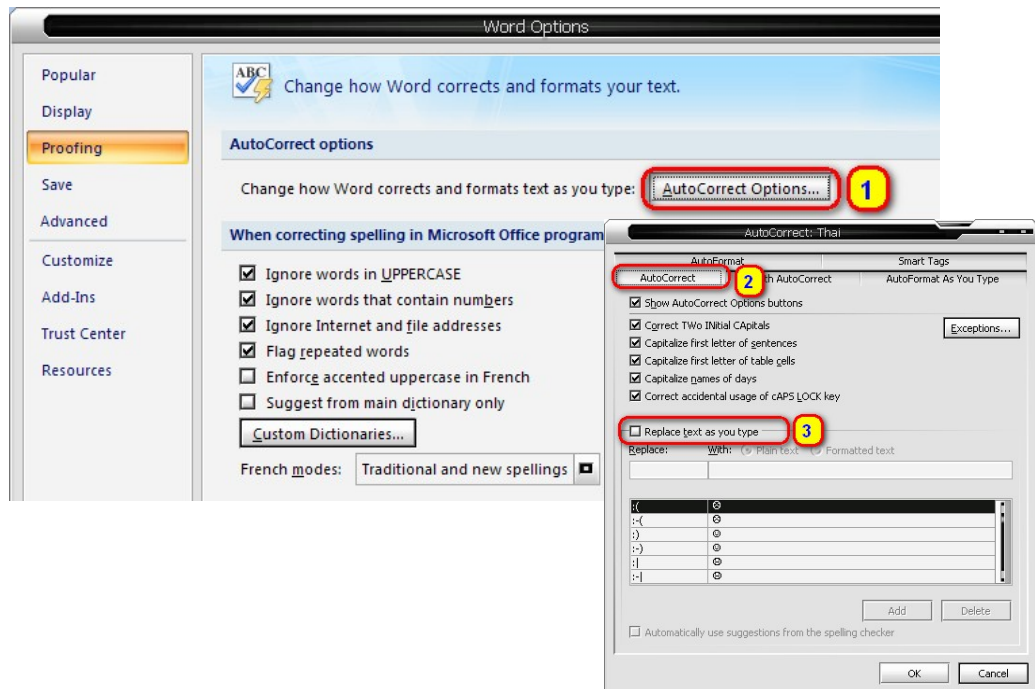 Word Options
Popular
Display
Proofing
Save
Advanced
Customize
Add-Ins
Trust Center
Resources
ABC
Change how Word corrects and formats your text.
AutoCorrect options
Change how Word corrects and formats text as you type: AutoCorrect Options... 1
When correcting spelling in Microsoft Office program
Ignore words in UPPERCASE
Ignore words that contain numbers
Ignore Internet and file addresses
Flag repeated words
Enforce accented uppercase in French
Suggest from main dictionary only
Custom Dictionaries...
French modes: Traditional and new spellings
AutoCorrect: Thai
AutoFormat Smart Tags
AutoCorrect 2 th AutoCorrect AutoFormat As You Type
Show AutoCorrect Options buttons
Correct TWo INitial CApitals Exceptions...
Capitalize first letter of sentences
Capitalize first letter of table cells
Capitalize names of days
Correct accidental usage of cAPS LOCK key
Replace text as you type 3
Replace: With: Plain text Formatted text
:( ☹
:-( ☹
:) ☺
:-) ☺
:| 😐
:-| 😐
Add Delete
Automatically use suggestions from the spelling checker
OK Cancel